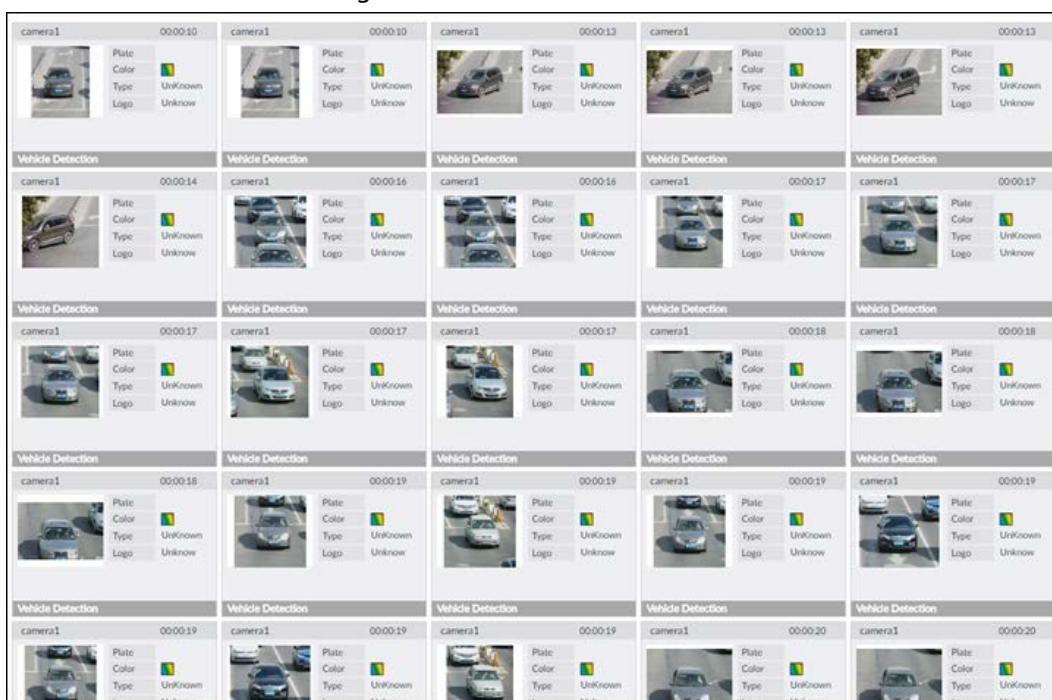 camera1 00:00:10
Plate
Color
Type UnKnown
Logo Unknow
Vehicle Detection
camera1 00:00:10
Plate
Color
Type UnKnown
Logo Unknow
Vehicle Detection
camera1 00:00:13
Plate
Color
Type UnKnown
Logo Unknow
Vehicle Detection
camera1 00:00:13
Plate
Color
Type UnKnown
Logo Unknow
Vehicle Detection
camera1 00:00:13
Plate
Color
Type UnKnown
Logo Unknow
Vehicle Detection
camera1 00:00:14
Plate
Color
Type UnKnown
Logo Unknow
Vehicle Detection
camera1 00:00:16
Plate
Color
Type UnKnown
Logo Unknow
Vehicle Detection
camera1 00:00:16
Plate
Color
Type UnKnown
Logo Unknow
Vehicle Detection
camera1 00:00:17
Plate
Color
Type UnKnown
Logo Unknow
Vehicle Detection
camera1 00:00:17
Plate
Color
Type UnKnown
Logo Unknow
Vehicle Detection
camera1 00:00:17
Plate
Color
Type UnKnown
Logo Unknow
Vehicle Detection
camera1 00:00:17
Plate
Color
Type UnKnown
Logo Unknow
Vehicle Detection
camera1 00:00:17
Plate
Color
Type UnKnown
Logo Unknow
Vehicle Detection
camera1 00:00:18
Plate
Color
Type UnKnown
Logo Unknow
Vehicle Detection
camera1 00:00:18
Plate
Color
Type UnKnown
Logo Unknow
Vehicle Detection
camera1 00:00:18
Plate
Color
Type UnKnown
Logo Unknow
Vehicle Detection
camera1 00:00:19
Plate
Color
Type UnKnown
Logo Unknow
Vehicle Detection
camera1 00:00:19
Plate
Color
Type UnKnown
Logo Unknow
Vehicle Detection
camera1 00:00:19
Plate
Color
Type UnKnown
Logo Unknow
Vehicle Detection
camera1 00:00:19
Plate
Color
Type UnKnown
Logo Unknow
Vehicle Detection
camera1 00:00:19
Plate
Color
Type UnKnown
camera1 00:00:19
Plate
Color
Type UnKnown
camera1 00:00:19
Plate
Color
Type UnKnown
camera1 00:00:20
Plate
Color
Type UnKnown
camera1 00:00:20
Plate
Color
Type UnKnown